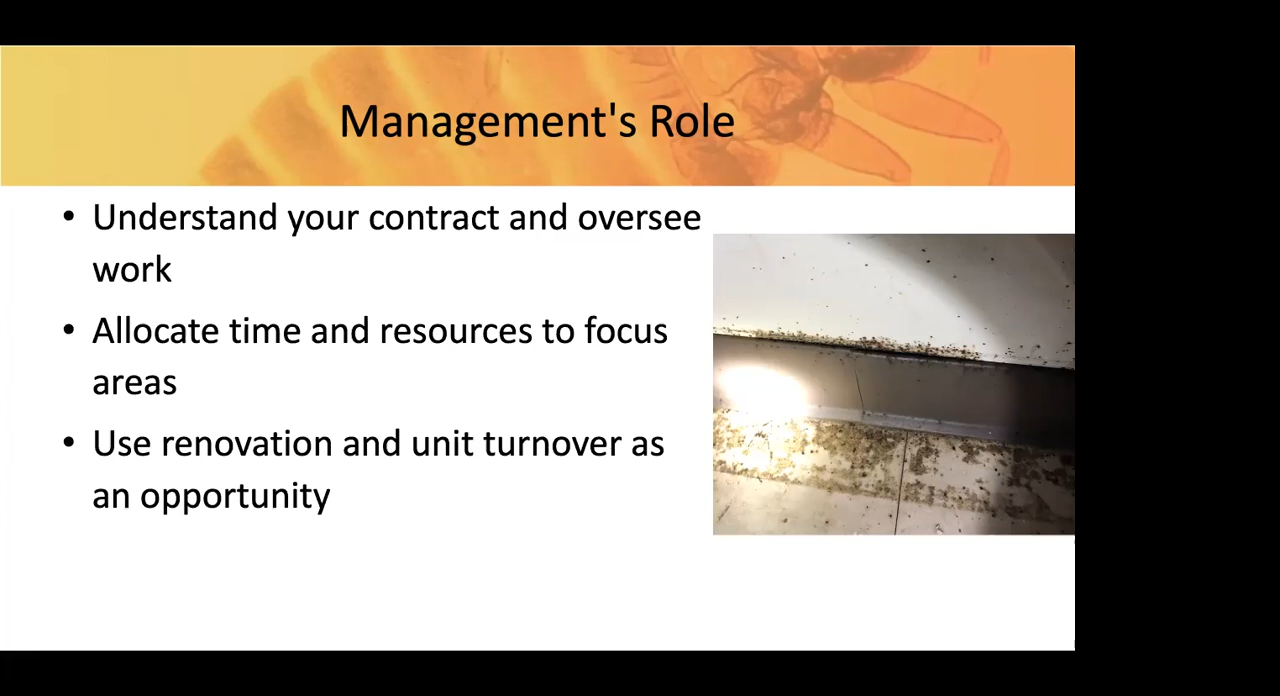 Management's Role
• Understand your contract and oversee
work
• Allocate time and resources to focus
areas
• Use renovation and unit turnover as
an opportunity